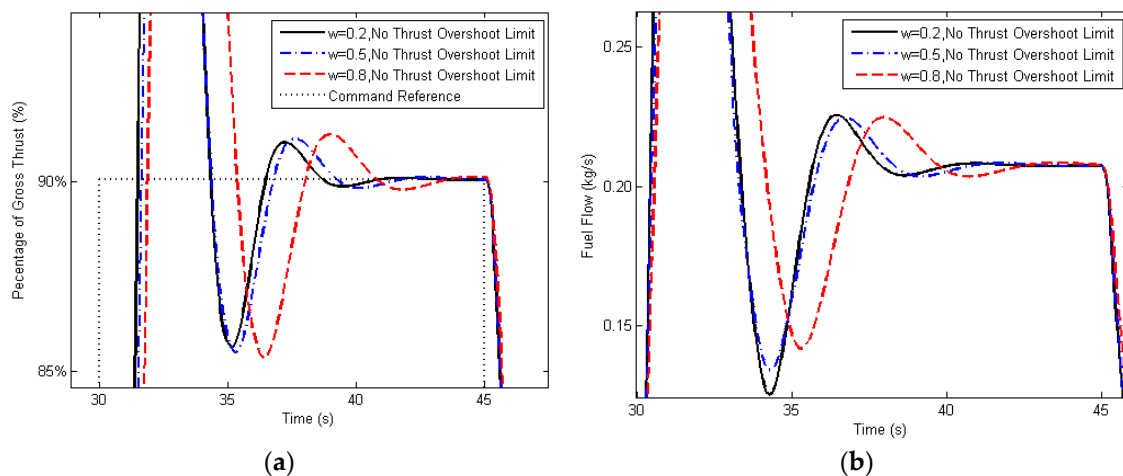 w=0.2,No Thrust Overshoot Limit
w=0.5,No Thrust Overshoot Limit
w=0.8,No Thrust Overshoot Limit
Command Reference
Pecentage of Gross Thrust (%)
90%
85%
30
35
40
45
Time (s)
(a)
w=0.2,No Thrust Overshoot Limit
w=0.5,No Thrust Overshoot Limit
w=0.8,No Thrust Overshoot Limit
Fuel Flow (kg/s)
0.25
0.20
0.15
30
35
40
45
Time (s)
(b)